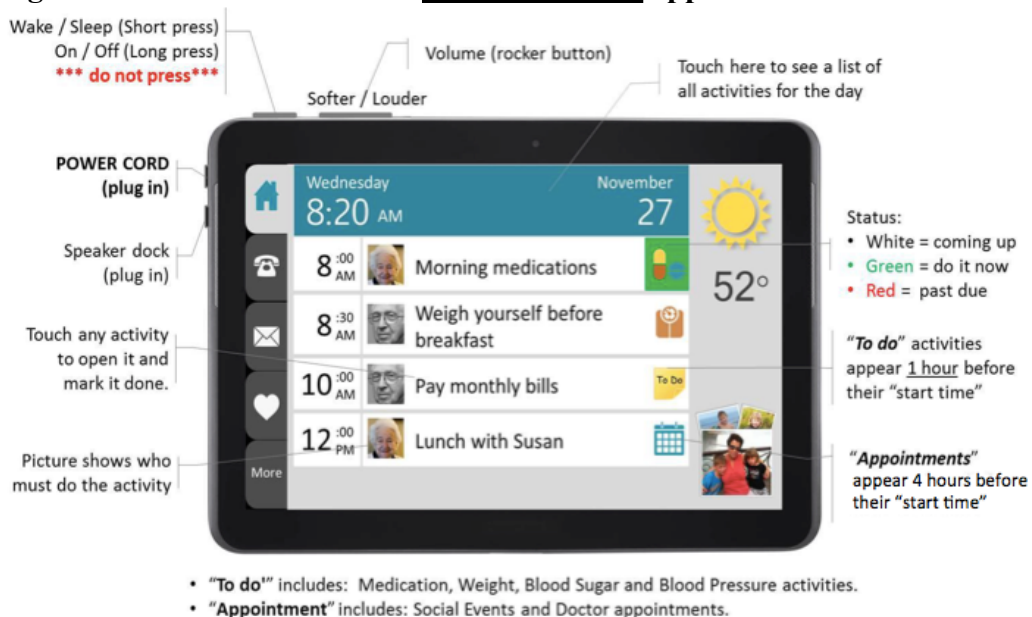 Wake / Sleep (Short press)
On / Off (Long press)
*** do not press***
Volume (rocker button)
Softer / Louder
Touch here to see a list of
all activities for the day
POWER CORD
(plug in)
Speaker dock
(plug in)
Touch any activity
to open it and
mark it done.
Picture shows who
must do the activity
Wednesday
November
8:20 AM
27
8 :00 AM
Morning medications
8 :30 AM
Weigh yourself before
breakfast
10 :00 AM
Pay monthly bills
To Do
12 :00 PM
Lunch with Susan
More
52°
Status:
• White = coming up
• Green = do it now
• Red = past due
"To do" activities
appear 1 hour before
their "start time"
"Appointments"
appear 4 hours before
their "start time"
• "To do'" includes: Medication, Weight, Blood Sugar and Blood Pressure activities.
• "Appointment" includes: Social Events and Doctor appointments.